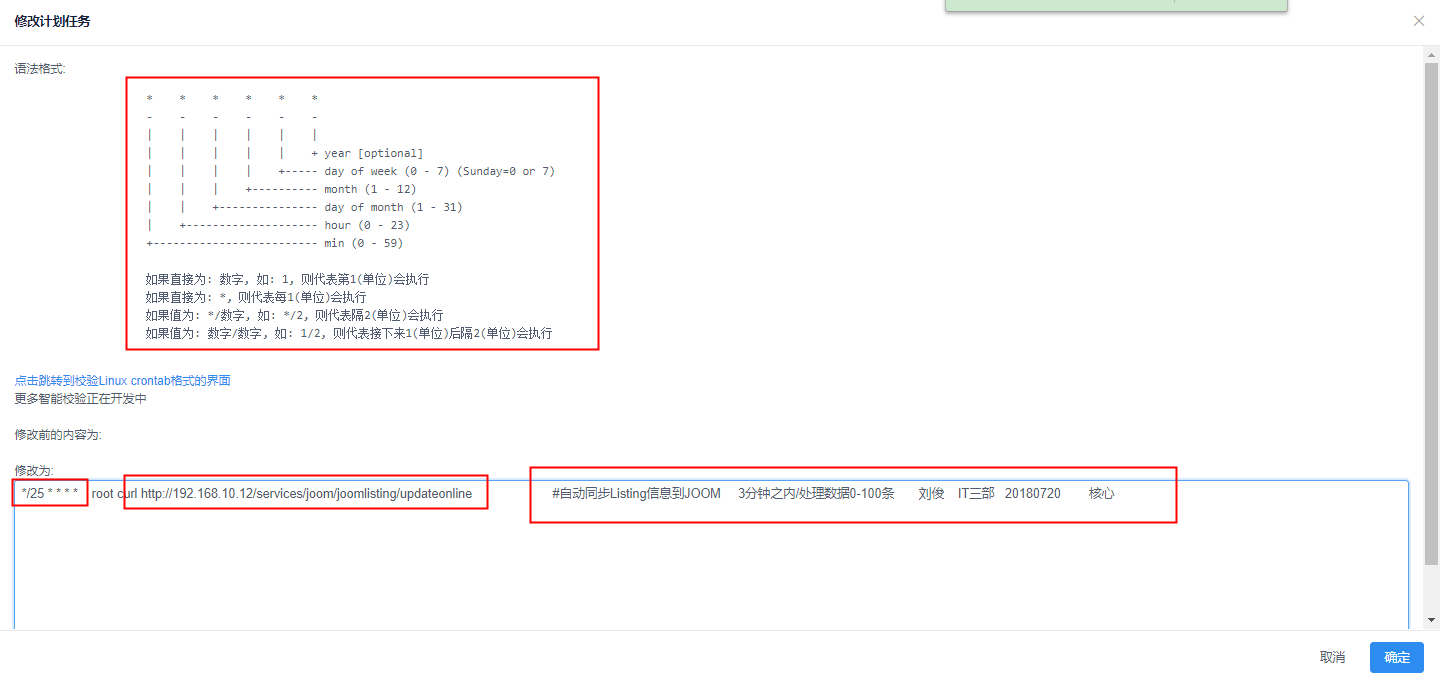 修改计划任务
语法格式:
*    *    *    *    *    *
-    -    -    -    -    -
|    |    |    |    |    |
|    |    |    |    |    + year [optional]
|    |    |    |    +----- day of week (0 - 7) (Sunday=0 or 7)
|    |    |    +---------- month (1 - 12)
|    |    +--------------- day of month (1 - 31)
|    +-------------------- hour (0 - 23)
+------------------------- min (0 - 59)
如果直接为: 数字, 如: 1, 则代表第1(单位)会执行
如果直接为: *, 则代表每1(单位)会执行
如果值为: */数字, 如: */2, 则代表隔2(单位)会执行
如果值为: 数字/数字, 如: 1/2, 则代表接下来1(单位)后隔2(单位)会执行
点击跳转到校验Linux crontab格式的界面
更多智能校验正在开发中
修改前的内容为:
修改为:
*/25 * * * * root curl http://192.168.10.12/services/joom/joomlisting/updateonline #自动同步Listing信息到JOOM 3分钟之内/处理数据0-100条 刘俊 IT三部 20180720 核心
取消 确定